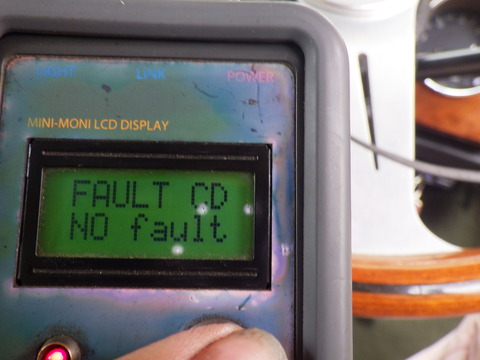 LIGHT LINK POWER
MINI-MONI LCD DISPLAY
FAULT CD
NO fault